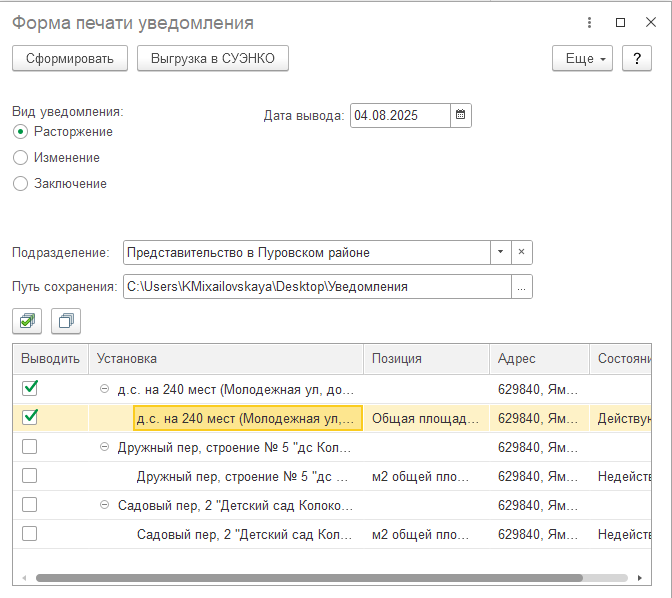 Форма печати уведомления
Сформировать Выгрузка в СУЭНКО Еще ?
Вид уведомления:
Дата вывода: 04.08.2025
Расторжение
Изменение
Заключение
Подразделение: Представительство в Пуровском районе
Путь сохранения: C:\Users\KMixailovskaya\Desktop\Уведомления ...
Выводить Установка Позиция Адрес Состояни
д.с. на 240 мест (Молодежная ул, до... 629840, Ям...
д.с. на 240 мест (Молодежная ул,... Общая площад... 629840, Ям... Действую
Дружный пер, строение № 5 "дс Кол... 629840, Ям...
Дружный пер, строение № 5 "дс ... м2 общей пло... 629840, Ям... Недейств
Садовый пер, 2 "Детский сад Колоко... 629840, Ям...
Садовый пер, 2 "Детский сад Коло... м2 общей пло... 629840, Ям... Недейств